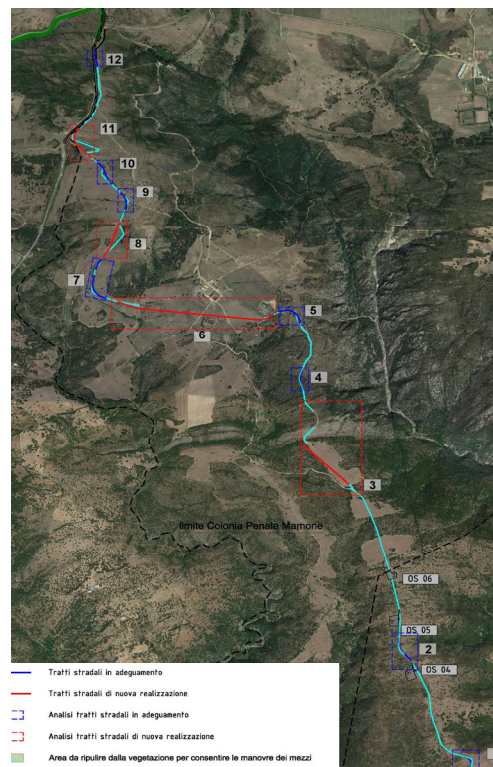 12
11
10
9
8
7
5
6
4
3
limite Colonia Penale Mamone
OS 06
OS 05
2
OS 04
Tratti stradali in adeguamento
Tratti stradali di nuova realizzazione
Analisi tratti stradali in adeguamento
Analisi tratti stradali di nuova realizzazione
Area da ripulire dalla vegetazione per consentire le manovre dei mezzi